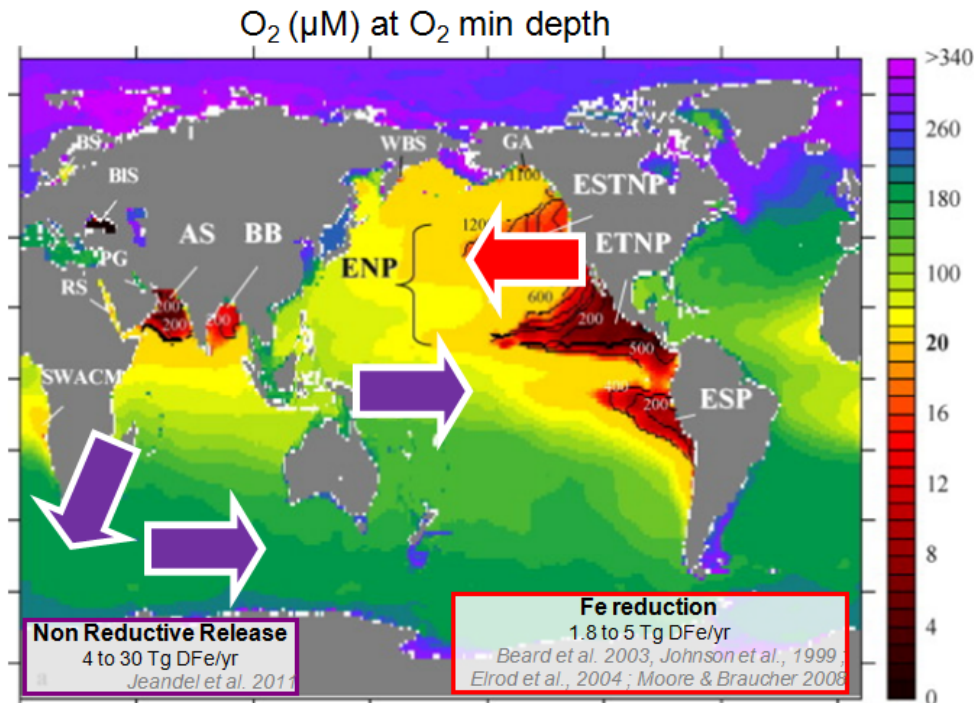 O₂ (µM) at O₂ min depth
>340
260
180
100
20
16
12
8
4
0
BS
BIS
WBS
GA
1100
ESTNP
120
AS
BB
ETNP
PG
ENP
RS
200
200
200
600
200
500
SWACM
400
200
ESP
Non Reductive Release
4 to 30 Tg DFe/yr
Jeandel et al. 2011
Fe reduction
1.8 to 5 Tg DFe/yr
Beard et al. 2003, Johnson et al., 1999 ;
Elrod et al., 2004 ; Moore & Braucher 2008
a